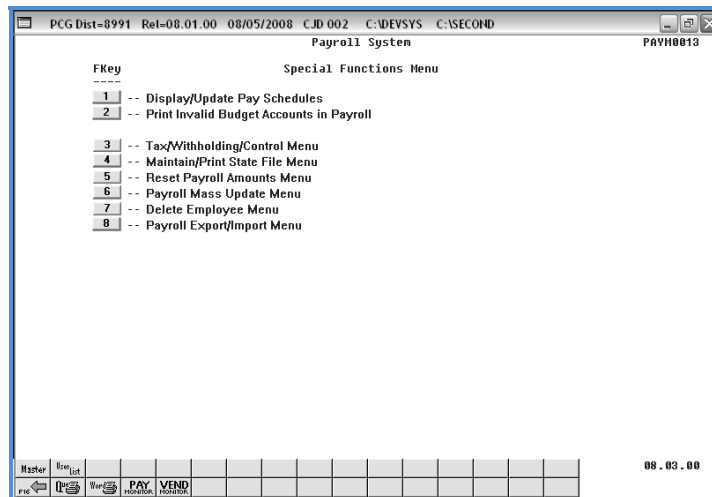 PCG Dist=8991 Rel=08.01.00 08/05/2008 CJD 002 C:\DEVSYS C:\SECOND
Payroll System PAYM0013
FKey Special Functions Menu
----
1 -- Display/Update Pay Schedules
2 -- Print Invalid Budget Accounts in Payroll
3 -- Tax/Withholding/Control Menu
4 -- Maintain/Print State File Menu
5 -- Reset Payroll Amounts Menu
6 -- Payroll Mass Update Menu
7 -- Delete Employee Menu
8 -- Payroll Export/Import Menu
Master User list 08.03.00
F16 Que Word PAY MONITOR VEND MONITOR